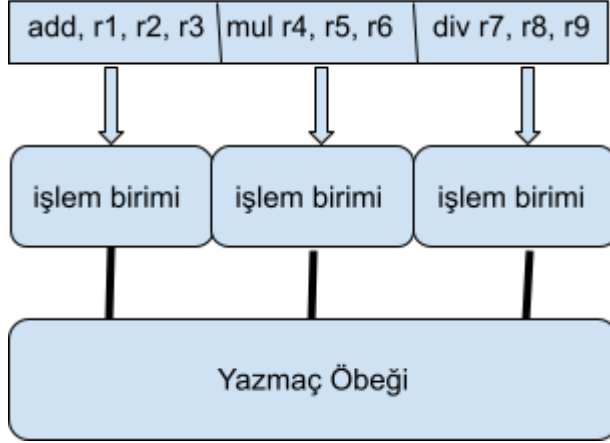 add, r1, r2, r3 mul r4, r5, r6 div r7, r8, r9
işlem birimi işlem birimi işlem birimi
Yazmaç Öbeği